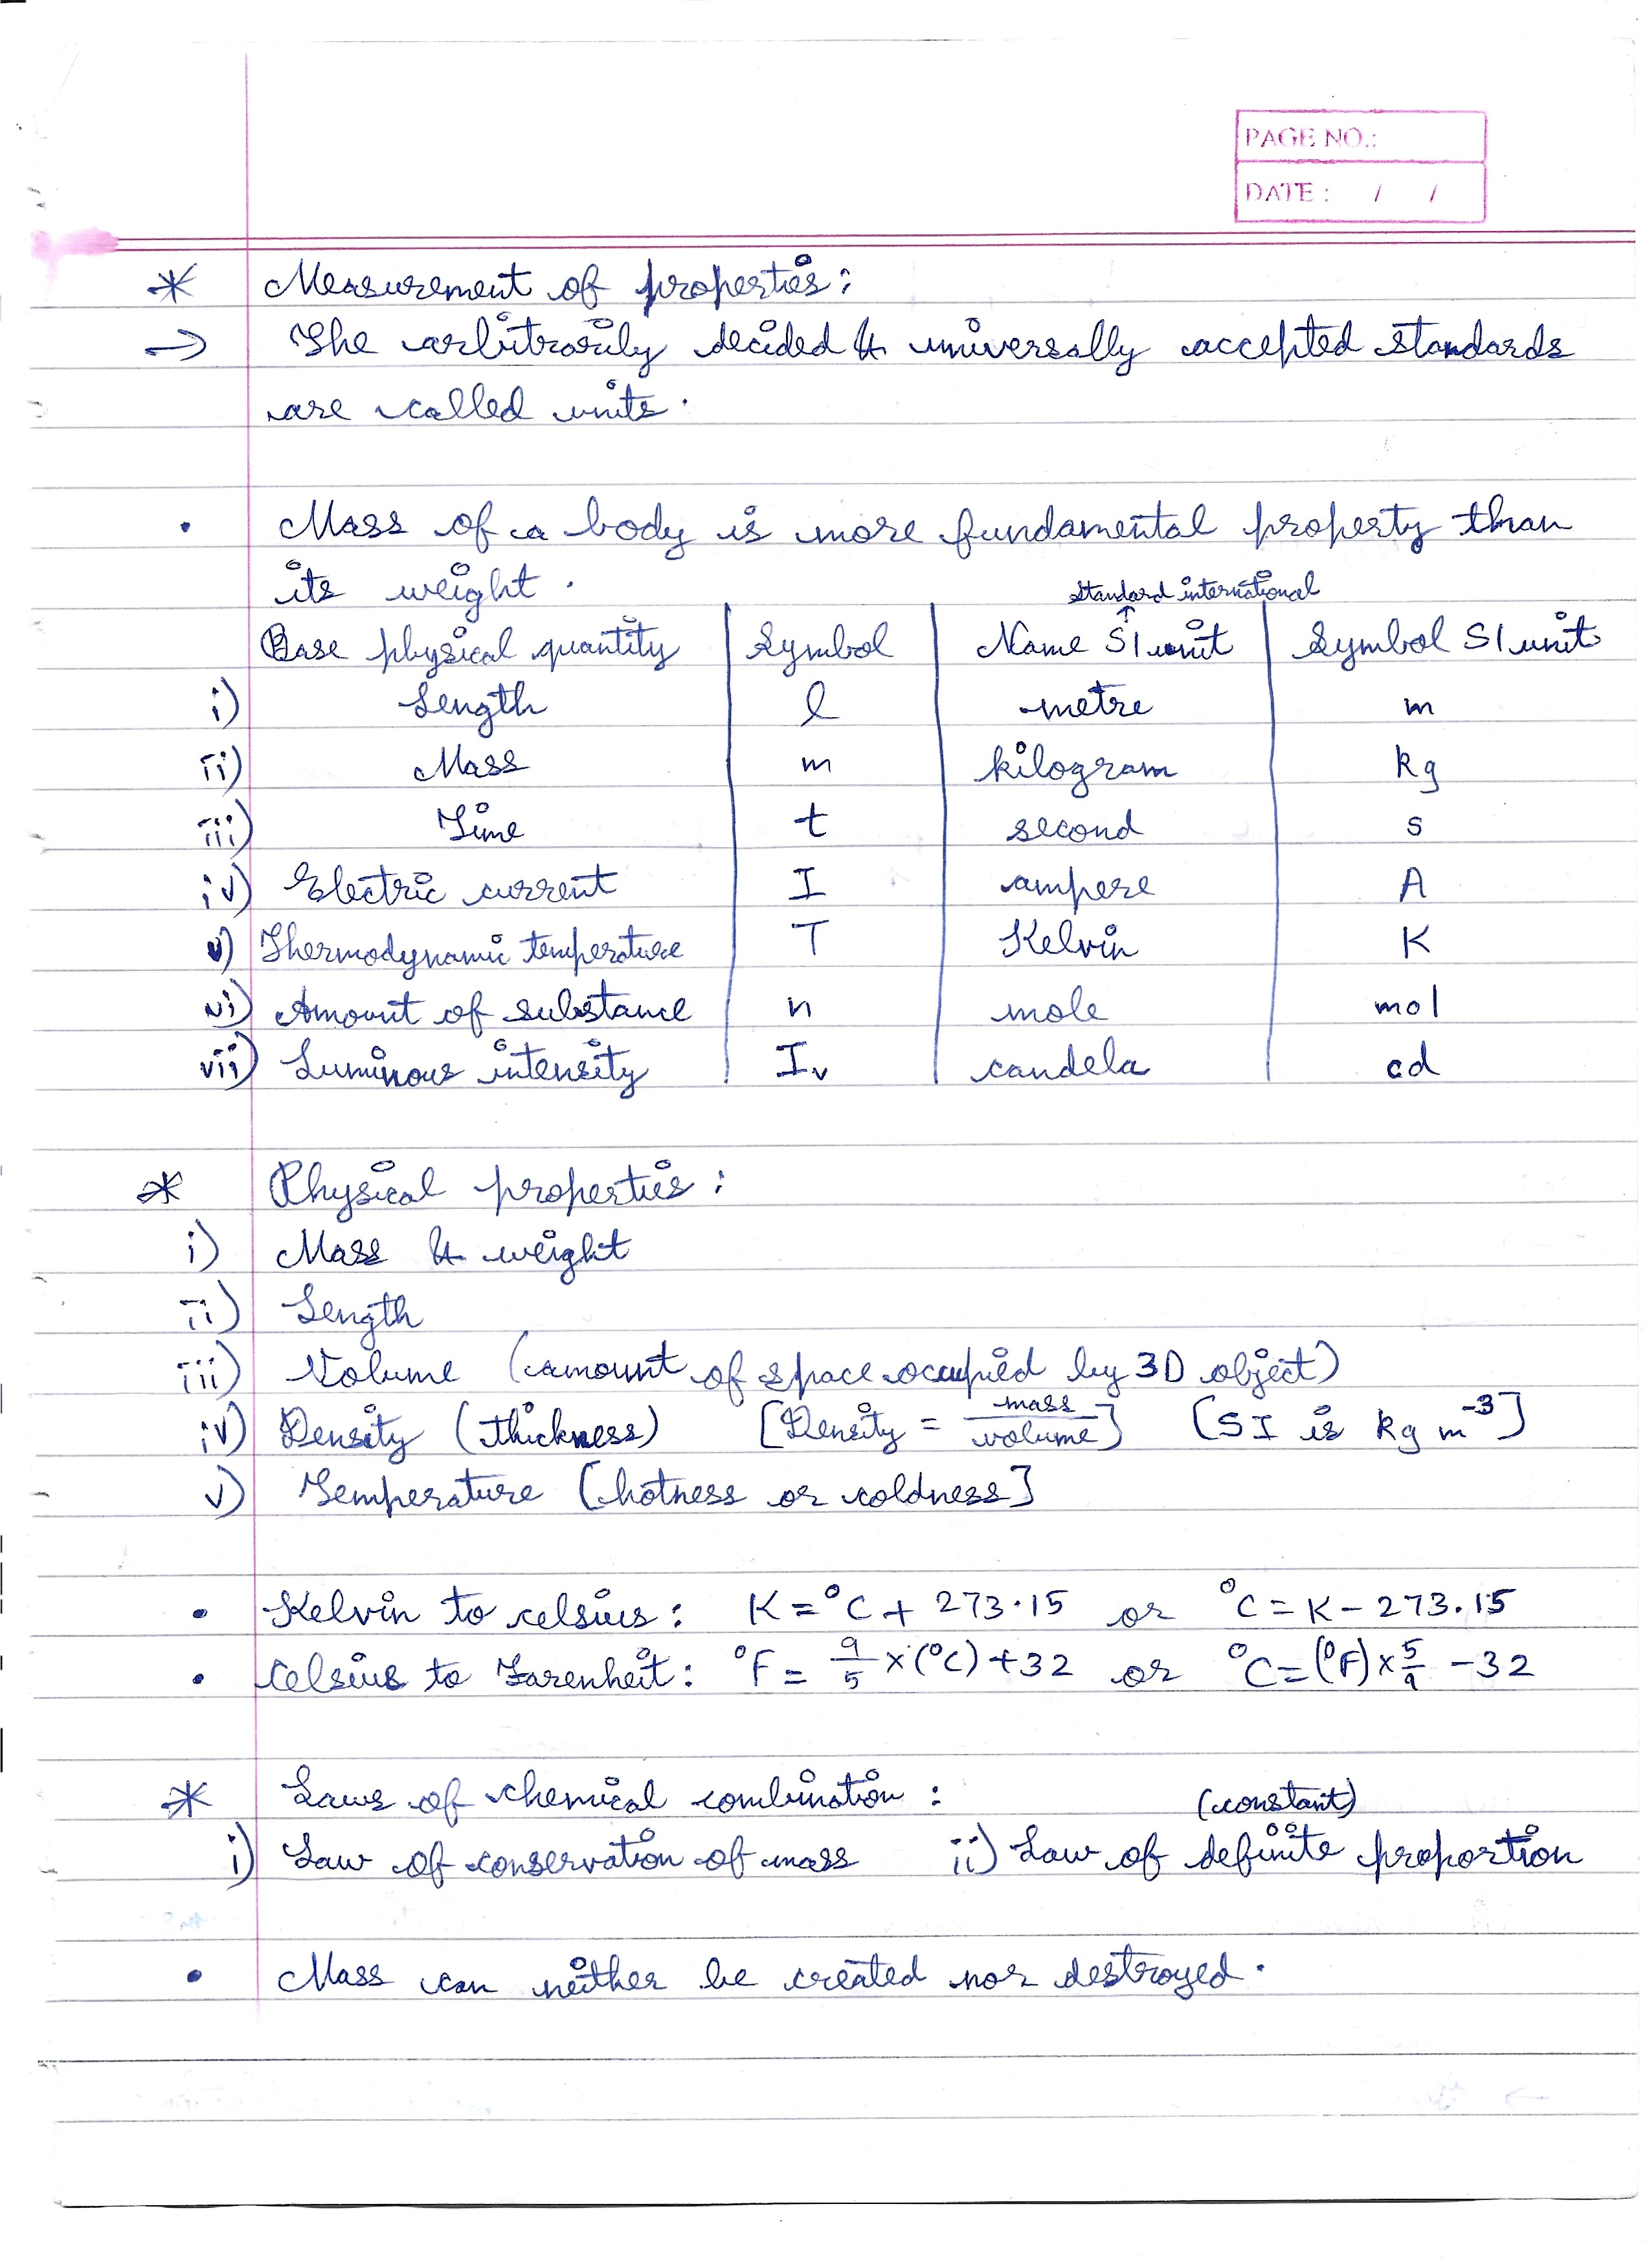 PAGE NO.:
DATE : / /
* Measurement of properties:
→ The arbitrarily decided & universally accepted standards
are called units.
• Mass of a body is more fundamental property than
its weight.
Standard international
↑
Base physical quantity | Symbol | Name SI unit | Symbol SI unit
i) Length | l | metre | m
ii) Mass | m | kilogram | kg
iii) Time | t | second | s
iv) Electric current | I | ampere | A
v) Thermodynamic temperature | T | Kelvin | K
vi) Amount of substance | n | mole | mol
vii) Luminous intensity | Iv | candela | cd
* Physical properties:
i) Mass & weight
ii) Length
iii) Volume (amount of space occupied by 3D object)
iv) Density (thickness) [Density = mass/volume] [SI is kg m⁻³]
v) Temperature [hotness or coldness]
• Kelvin to celsius: K = °C + 273.15 or °C = K - 273.15
• Celsius to Farenheit: °F = 9/5 × (°C) + 32 or °C = (°F) × 5/9 - 32
* Laws of chemical combination:
(constant)
i) Law of conservation of mass ii) Law of definite proportion
• Mass can neither be created nor destroyed.